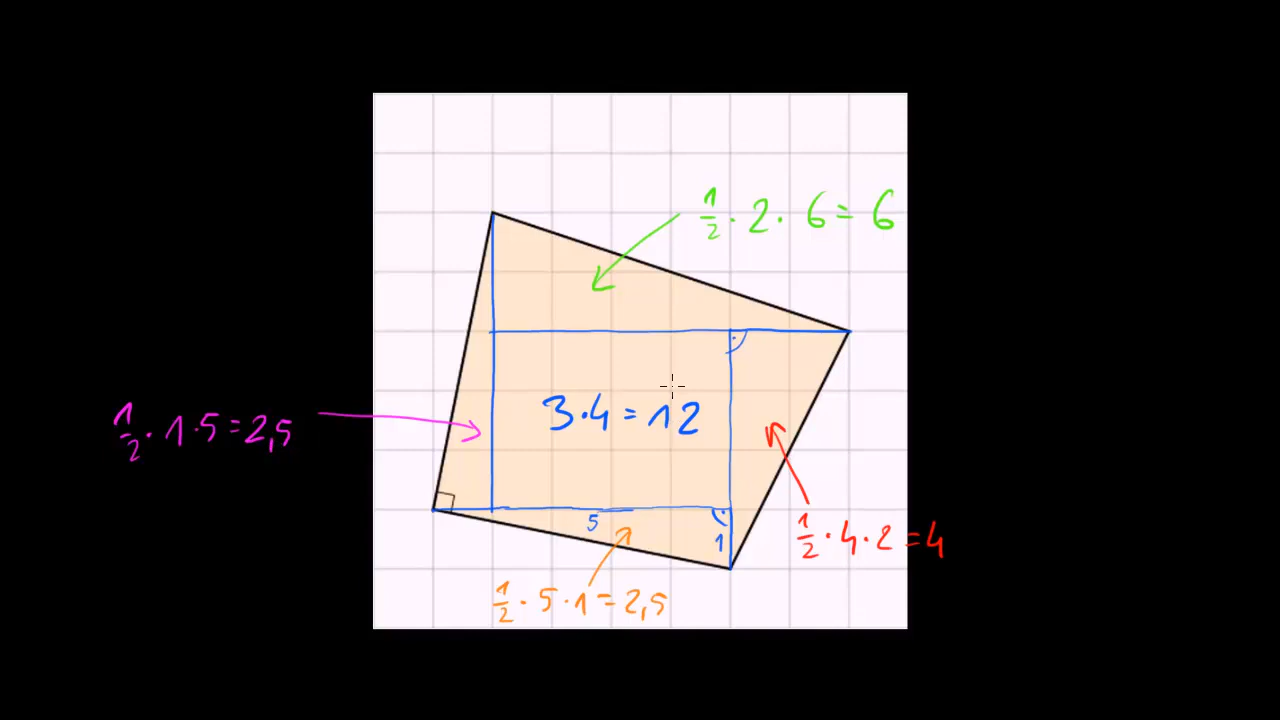 ½ · 2 · 6 = 6
½ · 1 · 5 = 2,5
3 · 4 = 12
5
1
½ · 4 · 2 = 4
½ · 5 · 1 = 2,5